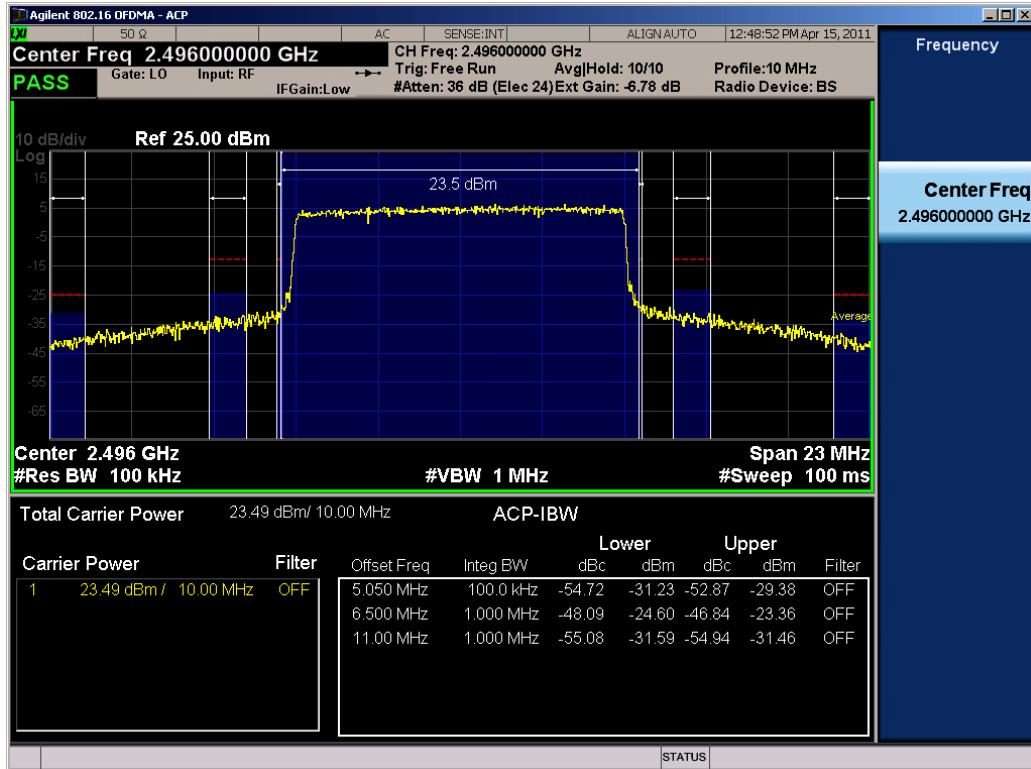 Agilent 802.16 OFDMA - ACP
LXI 50 Ω AC SENSE:INT ALIGN AUTO 12:48:52 PM Apr 15, 2011
Center Freq 2.496000000 GHz
CH Freq: 2.496000000 GHz
PASS
Gate: LO Input: RF
Trig: Free Run Avg|Hold: 10/10 Profile:10 MHz
IFGain:Low #Atten: 36 dB (Elec 24) Ext Gain: -6.78 dB Radio Device: BS
10 dB/div Ref 25.00 dBm
Log
15
5
-5
-15
-25
-35
-45
-55
-65
23.5 dBm
Average
Center 2.496 GHz Span 23 MHz
#Res BW 100 kHz #VBW 1 MHz #Sweep 100 ms
Total Carrier Power 23.49 dBm/ 10.00 MHz ACP-IBW
Lower Upper
Carrier Power Filter
1 23.49 dBm / 10.00 MHz OFF
Offset Freq Integ BW dBc dBm dBc dBm Filter
5.050 MHz 100.0 kHz -54.72 -31.23 -52.87 -29.38 OFF
6.500 MHz 1.000 MHz -48.09 -24.60 -46.84 -23.36 OFF
11.00 MHz 1.000 MHz -55.08 -31.59 -54.94 -31.46 OFF
STATUS
Frequency
Center Freq
2.496000000 GHz